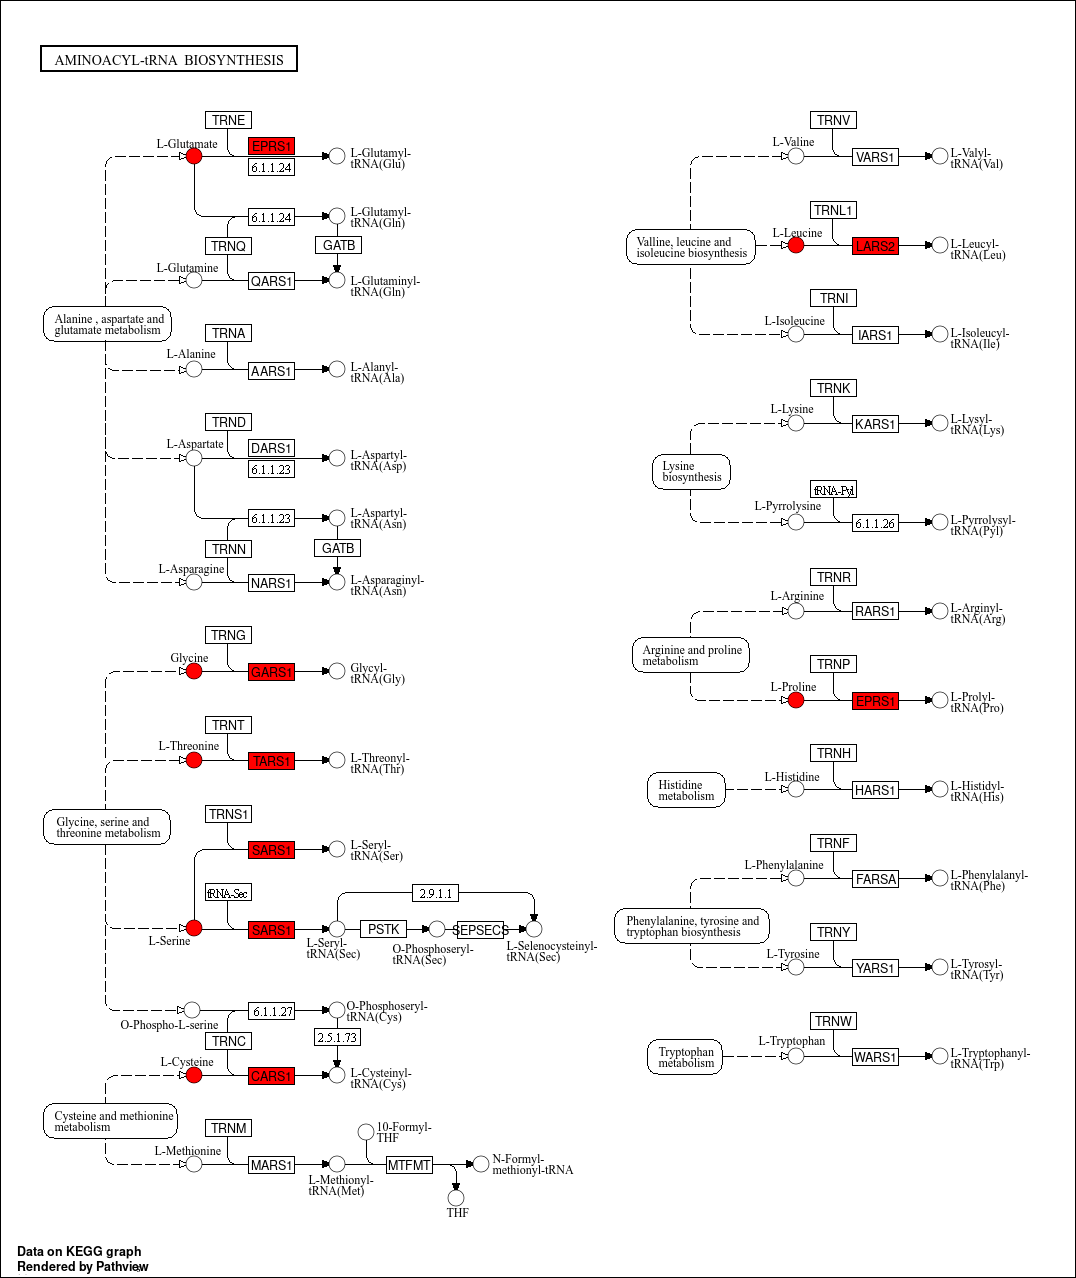 AMINOACYL-tRNA BIOSYNTHESIS
TRNE
L-Glutamate
EPRS1
6.1.1.24
L-Glutamyl-
tRNA(Glu)
6.1.1.24
L-Glutamyl-
tRNA(Gln)
TRNQ
GATB
L-Glutamine
QARS1
L-Glutaminyl-
tRNA(Gln)
Alanine , aspartate and
glutamate metabolism
TRNA
L-Alanine
AARS1
L-Alanyl-
tRNA(Ala)
TRND
L-Aspartate
DARS1
6.1.1.23
L-Aspartyl-
tRNA(Asp)
6.1.1.23
L-Aspartyl-
tRNA(Asn)
TRNN
GATB
L-Asparagine
NARS1
L-Asparaginyl-
tRNA(Asn)
TRNG
Glycine
GARS1
Glycyl-
tRNA(Gly)
TRNT
L-Threonine
TARS1
L-Threonyl-
tRNA(Thr)
Glycine, serine and
threonine metabolism
TRNS1
SARS1
L-Seryl-
tRNA(Ser)
tRNA-Sec
L-Serine
SARS1
L-Seryl-
tRNA(Sec)
2.9.1.1
PSTK
O-Phosphoseryl-
tRNA(Sec)
SEPSECS
L-Selenocysteinyl-
tRNA(Sec)
O-Phospho-L-serine
6.1.1.27
O-Phosphoseryl-
tRNA(Cys)
TRNC
2.5.1.73
L-Cysteine
CARS1
L-Cysteinyl-
tRNA(Cys)
Cysteine and methionine
metabolism
TRNM
L-Methionine
MARS1
L-Methionyl-
tRNA(Met)
10-Formyl-
THF
MTFMT
N-Formyl-
methionyl-tRNA
THF
TRNV
L-Valine
VARS1
L-Valyl-
tRNA(Val)
TRNL1
Valline, leucine and
isoleucine biosynthesis
L-Leucine
LARS2
L-Leucyl-
tRNA(Leu)
TRNI
L-Isoleucine
IARS1
L-Isoleucyl-
tRNA(Ile)
TRNK
L-Lysine
KARS1
L-Lysyl-
tRNA(Lys)
Lysine
biosynthesis
tRNA-Pyl
L-Pyrrolysine
6.1.1.26
L-Pyrrolysyl-
tRNA(Pyl)
TRNR
L-Arginine
RARS1
L-Arginyl-
tRNA(Arg)
Arginine and proline
metabolism
TRNP
L-Proline
EPRS1
L-Prolyl-
tRNA(Pro)
TRNH
Histidine
metabolism
L-Histidine
HARS1
L-Histidyl-
tRNA(His)
TRNF
L-Phenylalanine
FARSA
L-Phenylalanyl-
tRNA(Phe)
Phenylalanine, tyrosine and
tryptophan biosynthesis
TRNY
L-Tyrosine
YARS1
L-Tyrosyl-
tRNA(Tyr)
TRNW
Tryptophan
metabolism
L-Tryptophan
WARS1
L-Tryptophanyl-
tRNA(Trp)
Data on KEGG graph
Rendered by Pathview